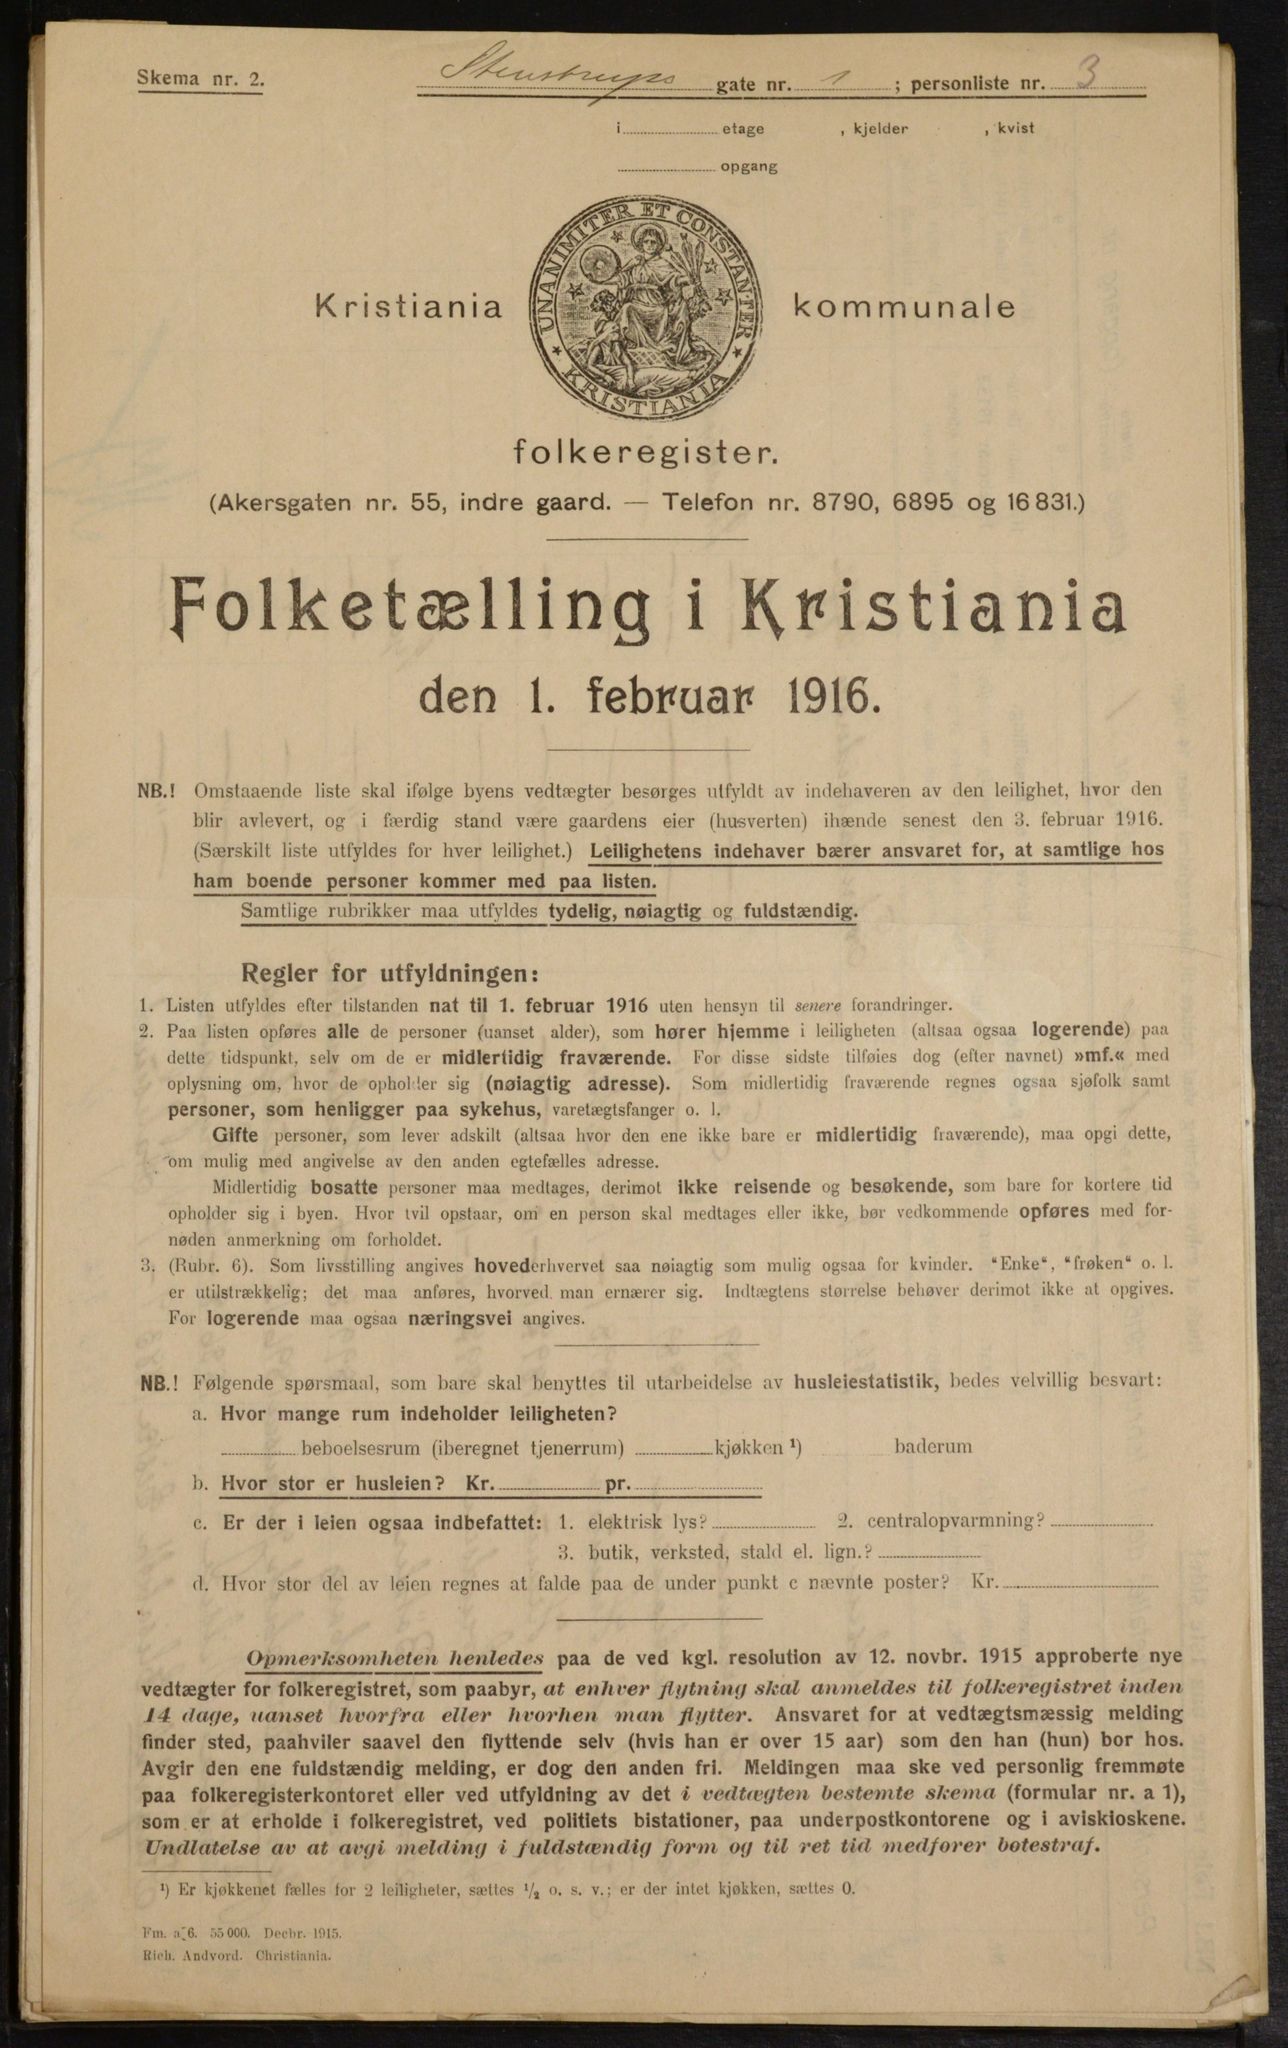 Skema nr. 2.
Stenstrups gate nr. 1 ; personliste nr. 3
i etage , kjelder , kvist
opgang
UNANIMITER ET CONSTANTER
KRISTIANIA
Kristiania kommunale
folkeregister.
(Akersgaten nr. 55, indre gaard. — Telefon nr. 8790, 6895 og 16 831.)
Folketælling i Kristiania
den 1. februar 1916.
NB.! Omstaaende liste skal ifølge byens vedtægter besørges utfyldt av indehaveren av den leilighet, hvor den
blir avlevert, og i færdig stand være gaardens eier (husverten) ihænde senest den 3. februar 1916.
(Særskilt liste utfyldes for hver leilighet.) Leilighetens indehaver bærer ansvaret for, at samtlige hos
ham boende personer kommer med paa listen.
Samtlige rubrikker maa utfyldes tydelig, nøiagtig og fuldstændig.
Regler for utfyldningen:
1. Listen utfyldes efter tilstanden nat til 1. februar 1916 uten hensyn til senere forandringer.
2. Paa listen opføres alle de personer (uanset alder), som hører hjemme i leiligheten (altsaa ogsaa logerende) paa
dette tidspunkt, selv om de er midlertidig fraværende. For disse sidste tilføies dog (efter navnet) »mf.« med
oplysning om, hvor de opholder sig (nøiagtig adresse). Som midlertidig fraværende regnes ogsaa sjøfolk samt
personer, som henligger paa sykehus, varetægtsfanger o. l.
Gifte personer, som lever adskilt (altsaa hvor den ene ikke bare er midlertidig fraværende), maa opgi dette,
om mulig med angivelse av den anden egtefælles adresse.
Midlertidig bosatte personer maa medtages, derimot ikke reisende og besøkende, som bare for kortere tid
opholder sig i byen. Hvor tvil opstaar, om en person skal medtages eller ikke, bør vedkommende opføres med for-
nøden anmerkning om forholdet.
3. (Rubr. 6). Som livsstilling angives hovederhvervet saa nøiagtig som mulig ogsaa for kvinder. “Enke“, “frøken“ o. l.
er utilstrækkelig; det maa anføres, hvorved man ernærer sig. Indtægtens størrelse behøver derimot ikke at opgives.
For logerende maa ogsaa næringsvei angives.
NB.! Følgende spørsmaal, som bare skal benyttes til utarbeidelse av husleiestatistik, bedes velvillig besvart:
a. Hvor mange rum indeholder leiligheten?
beboelsesrum (iberegnet tjenerrum) kjøkken ¹) baderum
b. Hvor stor er husleien? Kr. pr.
c. Er der i leien ogsaa indbefattet: 1. elektrisk lys? 2. centralopvarmning?
3. butik, verksted, stald el. lign.?
d. Hvor stor del av leien regnes at falde paa de under punkt c nævnte poster? Kr.
Opmerksomheten henledes paa de ved kgl. resolution av 12. novbr. 1915 approberte nye
vedtægter for folkeregistret, som paabyr, at enhver flytning skal anmeldes til folkeregistret inden
14 dage, uanset hvorfra eller hvorhen man flytter. Ansvaret for at vedtægtsmæssig melding
finder sted, paahviler saavel den flyttende selv (hvis han er over 15 aar) som den han (hun) bor hos.
Avgir den ene fuldstændig melding, er dog den anden fri. Meldingen maa ske ved personlig fremmøte
paa folkeregisterkontoret eller ved utfyldning av det i vedtægten bestemte skema (formular nr. a 1),
som er at erholde i folkeregistret, ved politiets bistationer, paa underpostkontorene og i aviskioskene.
Undlatelse av at avgi melding i fuldstændig form og til ret tid medfører bøtestraf.
¹) Er kjøkkenet fælles for 2 leiligheter, sættes ½ o. s. v.; er der intet kjøkken, sættes 0.
Fm. a 6. 55 000. Decbr. 1915.
Rich. Andvord. Christiania.